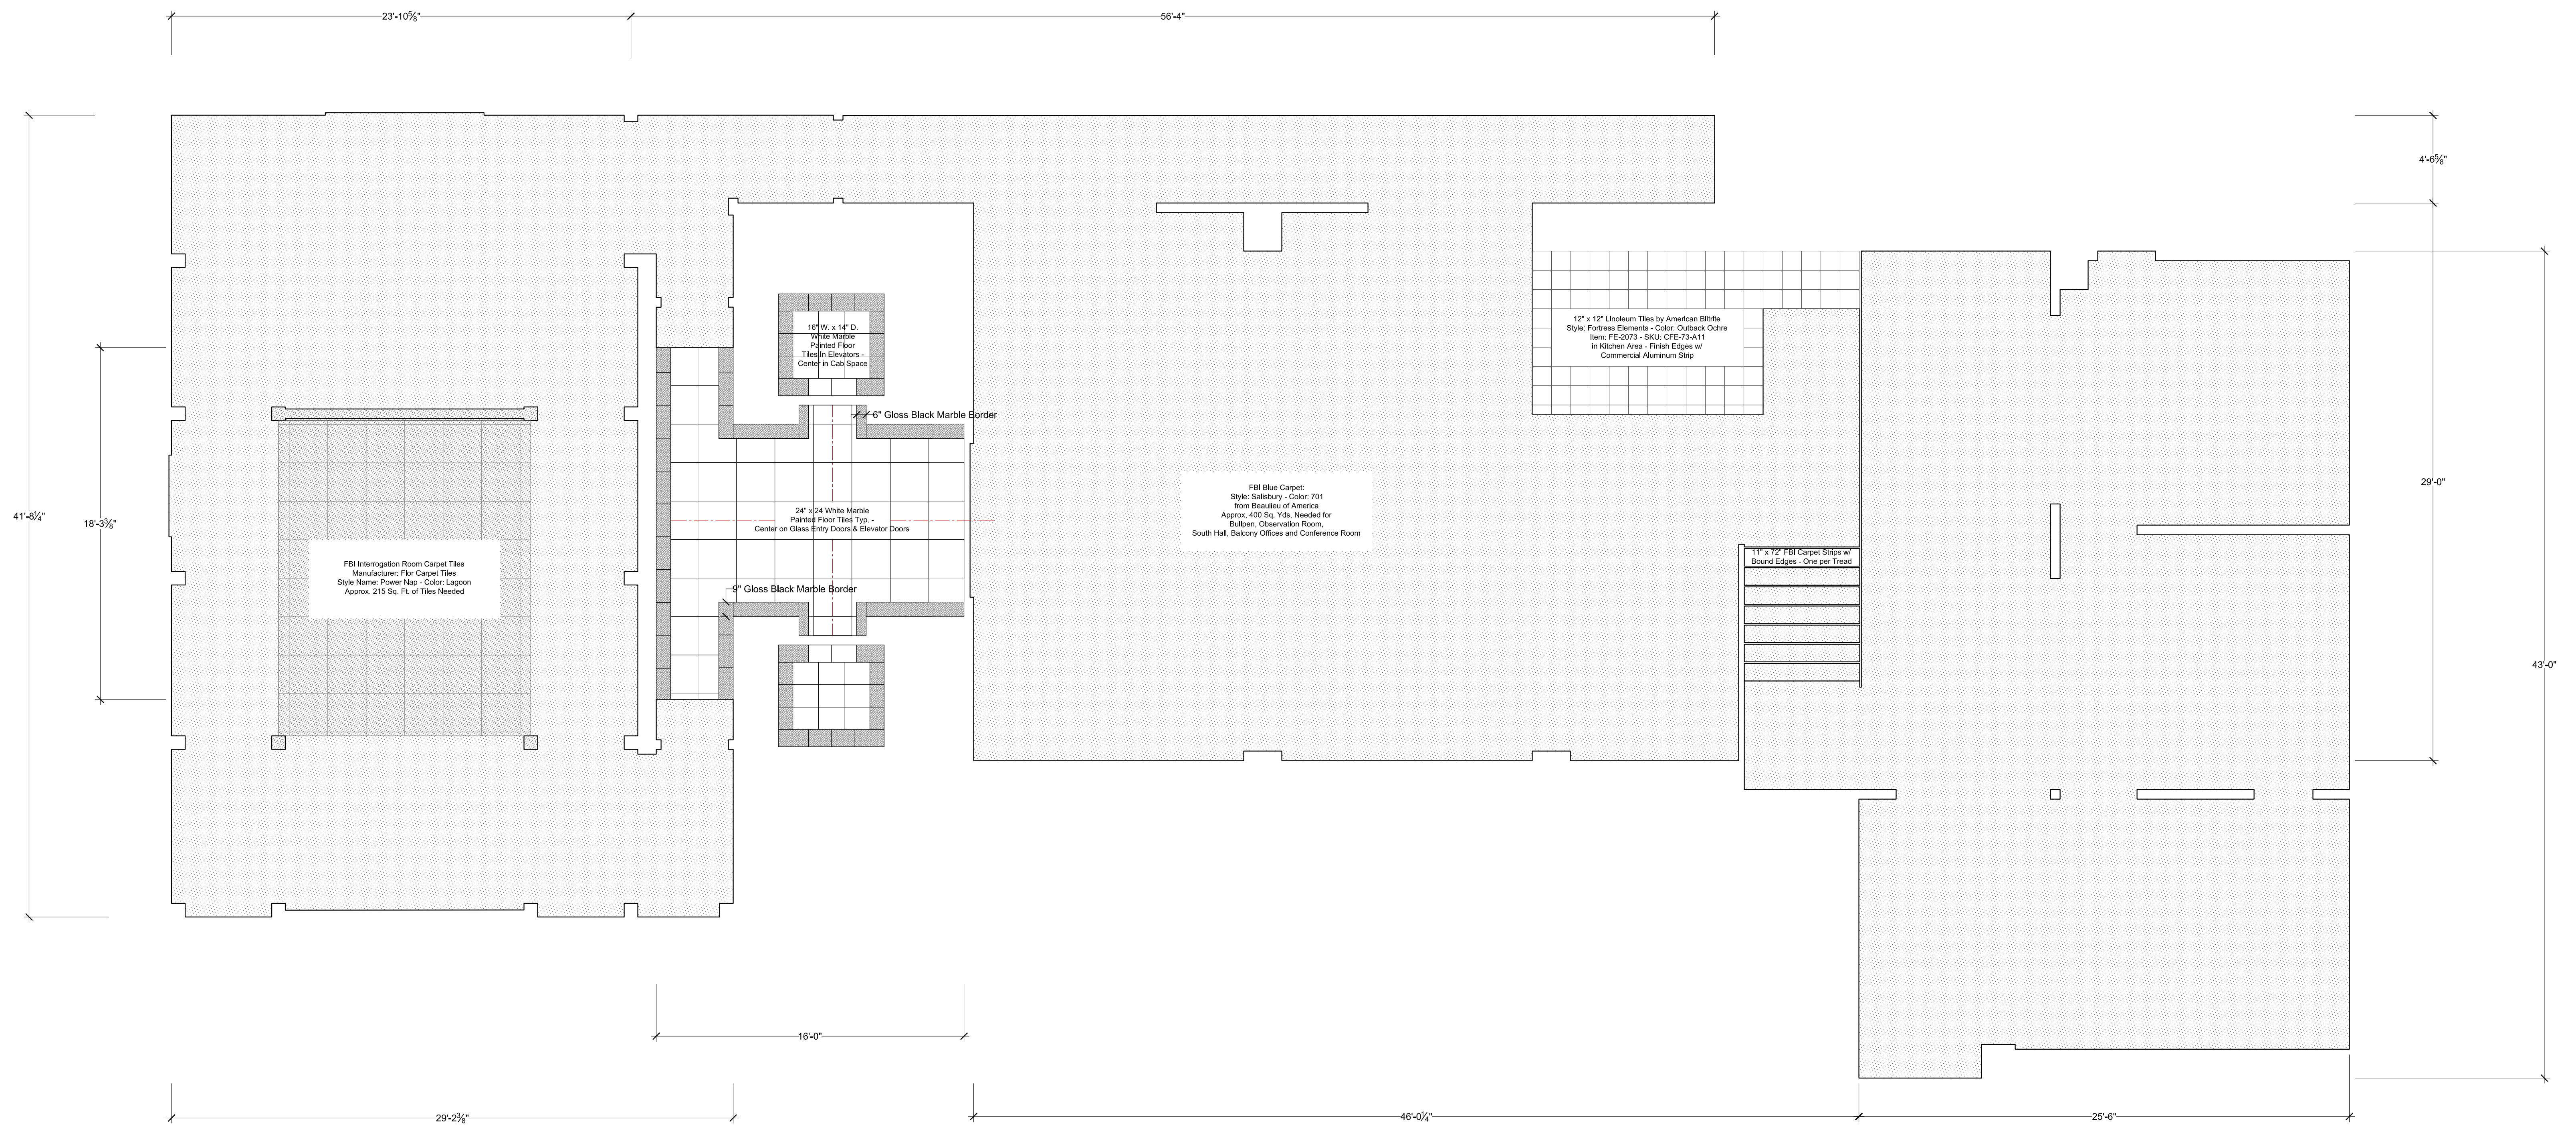 23'-10⅝"
56'-4"
4'-6⅝"
41'-8¼"
18'-3⅜"
29'-0"
43'-0"
16" W. x 14" D.
White Marble
Painted Floor
Tiles In Elevators -
Center in Cab Space
6" Gloss Black Marble Border
12" x 12" Linoleum Tiles by American Biltrite
Style: Fortress Elements - Color: Outback Ochre
Item: FE-2073 - SKU: CFE-73-A11
in Kitchen Area - Finish Edges w/
Commercial Aluminum Strip
24" x 24 White Marble
Painted Floor Tiles Typ. -
Center on Glass Entry Doors & Elevator Doors
FBI Blue Carpet:
Style: Salisbury - Color: 701
from Beaulieu of America
Approx. 400 Sq. Yds. Needed for
Bullpen, Observation Room,
South Hall, Balcony Offices and Conference Room
11" x 72" FBI Carpet Strips w/
Bound Edges - One per Tread
FBI Interrogation Room Carpet Tiles
Manufacturer: Flor Carpet Tiles
Style Name: Power Nap - Color: Lagoon
Approx. 215 Sq. Ft. of Tiles Needed
9" Gloss Black Marble Border
16'-0"
29'-2⅜"
46'-0¼"
25'-6"